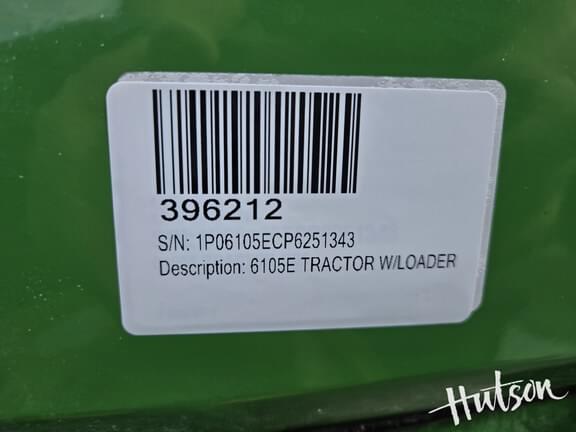 396212
S/N: 1P06105ECP6251343
Description: 6105E TRACTOR W/LOADER
Hutson